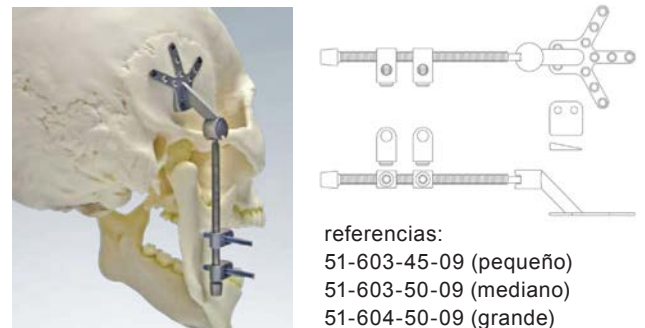 referencias:
51-603-45-09 (pequeño)
51-603-50-09 (mediano)
51-604-50-09 (grande)